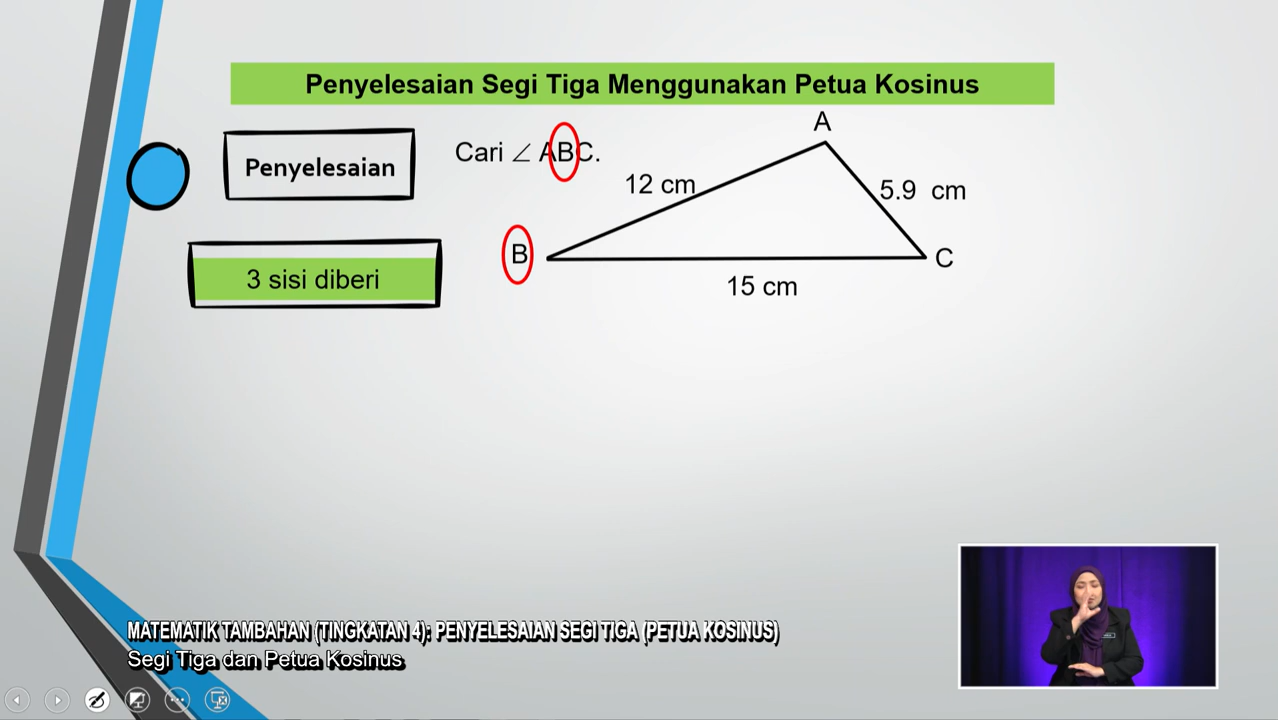 Penyelesaian Segi Tiga Menggunakan Petua Kosinus
Penyelesaian
Cari ∠ ABC.
A
12 cm
5.9 cm
B
C
15 cm
3 sisi diberi
MATEMATIK TAMBAHAN (TINGKATAN 4): PENYELESAIAN SEGI TIGA (PETUA KOSINUS)
Segi Tiga dan Petua Kosinus